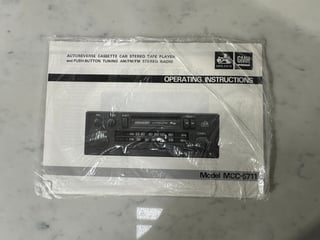 AUTOREVERSE CASSETTE CAR STEREO TAPE PLAYER
and PUSH-BUTTON TUNING AM/FM/FM STEREO RADIO
OPERATING INSTRUCTIONS
Model MCC-5711